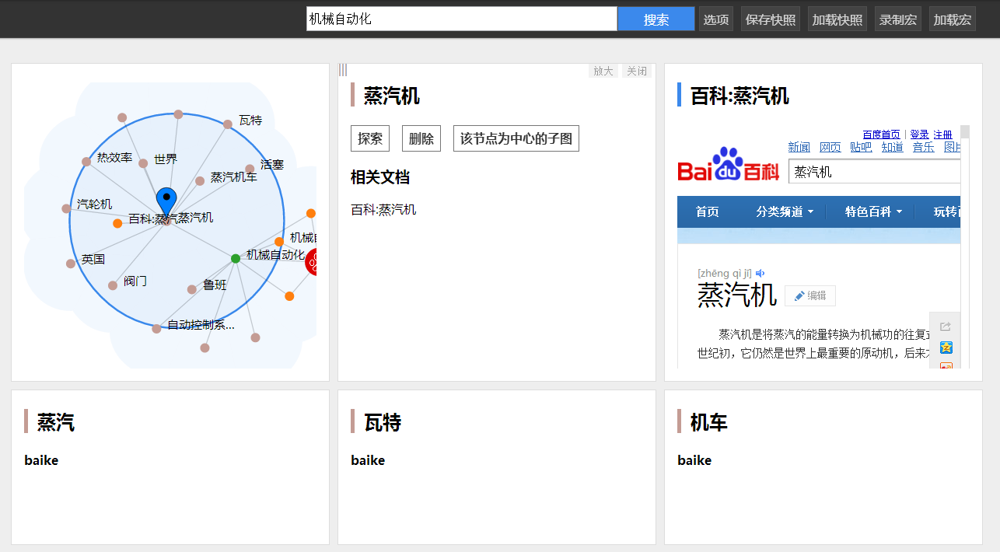 机械自动化
搜索 选项 保存快照 加载快照 录制宏 加载宏
瓦特
热效率
世界
活塞
蒸汽机车
汽轮机
百科:蒸汽
蒸汽机
机械自
机械自动化
英国
阀门
鲁班
自动控制系...
放大 关闭
蒸汽机
探索 删除 该节点为中心的子图
相关文档
百科:蒸汽机
百科:蒸汽机
百度首页 | 登录 注册
新闻 网页 贴吧 知道 音乐 图片
Bai du 百科
蒸汽机
首页 分类频道 特色百科 玩转百
[zhēng qì jī]
蒸汽机 编辑
蒸汽机是将蒸汽的能量转换为机械功的往复式
世纪初，它仍然是世界上最重要的原动机，后来才
蒸汽
baike
瓦特
baike
机车
baike